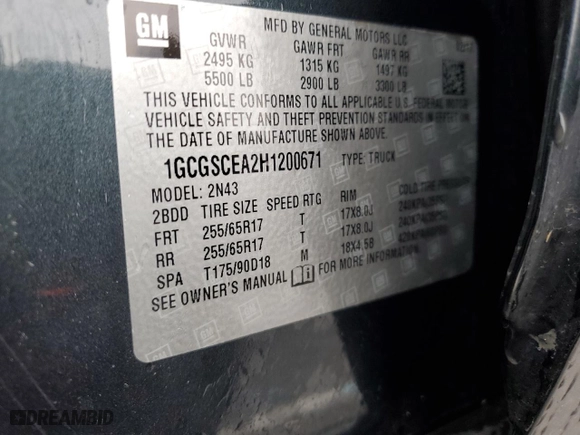 GM
MFD BY GENERAL MOTORS LLC
GVWR GAWR FRT GAWR RR
2495 KG 1315 KG 1497 KG
5500 LB 2900 LB 3300 LB
THIS VEHICLE CONFORMS TO ALL APPLICABLE U.S. FEDERAL MOTOR
VEHICLE SAFETY AND THEFT PREVENTION STANDARDS IN EFFECT ON
THE DATE OF MANUFACTURE SHOWN ABOVE.
1GCGSCEA2H1200671 TYPE: TRUCK
MODEL: 2N43
2BDD TIRE SIZE SPEED RTG RIM COLD TIRE
FRT 255/65R17 T 17X8.0J
RR 255/65R17 T 17X8.0J
SPA T175/90D18 M 18X4.5B
SEE OWNER'S MANUAL FOR MORE INFORMATION
DREAMBID